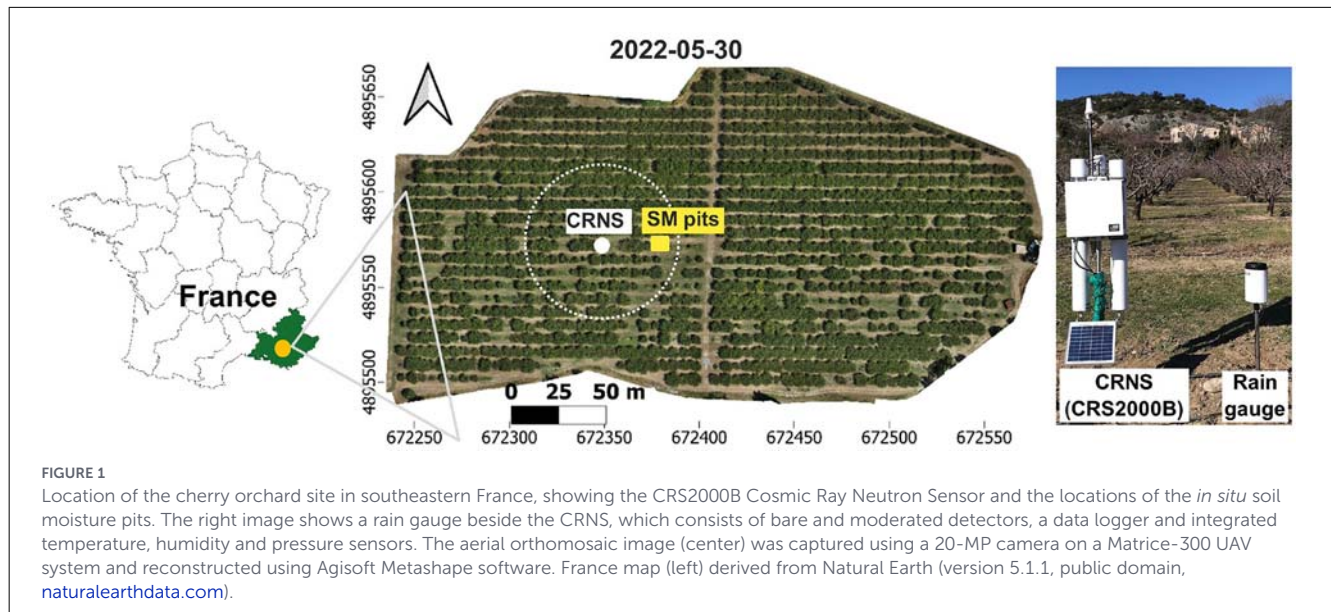 2022-05-30
4895650
4895600
4895550
4895500
France
CRNS
SM pits
0 25 50 m
672250 672300 672350 672400 672450 672500 672550
CRNS
(CRS2000B)
Rain
gauge
FIGURE 1
Location of the cherry orchard site in southeastern France, showing the CRS2000B Cosmic Ray Neutron Sensor and the locations of the in situ soil
moisture pits. The right image shows a rain gauge beside the CRNS, which consists of bare and moderated detectors, a data logger and integrated
temperature, humidity and pressure sensors. The aerial orthomosaic image (center) was captured using a 20-MP camera on a Matrice-300 UAV
system and reconstructed using Agisoft Metashape software. France map (left) derived from Natural Earth (version 5.1.1, public domain,
naturalearthdata.com).